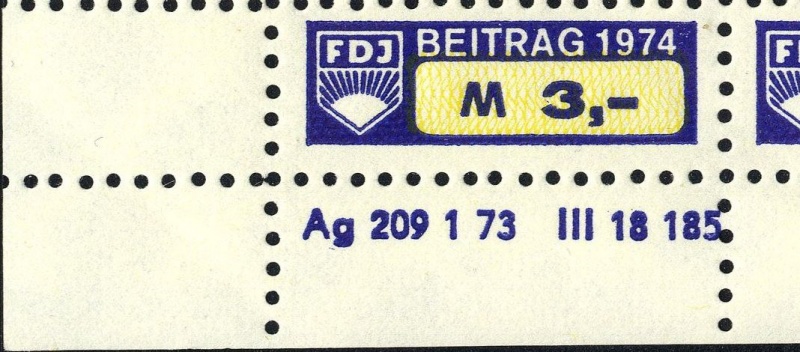 FDJ BEITRAG 1974
M 3,-
Ag 209 1 73 III 18 185